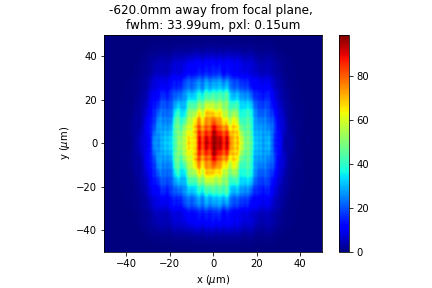 -620.0mm away from focal plane,
fwhm: 33.99um, pxl: 0.15um
40
20
0
−20
−40
y (μm)
−40 −20 0 20 40
x (μm)
80
60
40
20
0